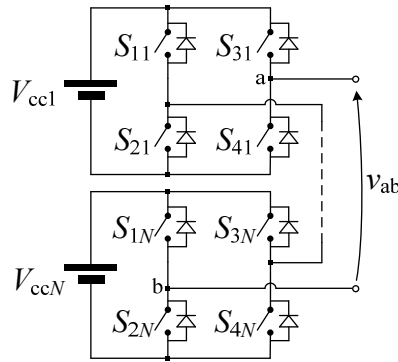 S11
S31
a
Vcc1
S21
S41
vab
S1N
S3N
VccN
b
S2N
S4N